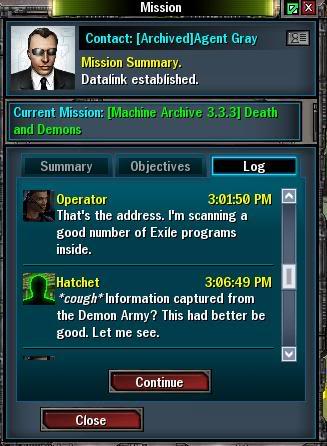 Mission
Contact: [Archived]Agent Gray
Mission Summary.
Datalink established.
Current Mission: [Machine Archive 3.3.3] Death
and Demons
Summary
Objectives
Log
Operator 3:01:50 PM
That's the address. I'm scanning a
good number of Exile programs
inside.
Hatchet 3:06:49 PM
*cough* Information captured from
the Demon Army? This had better be
good. Let me see.
Continue
Close